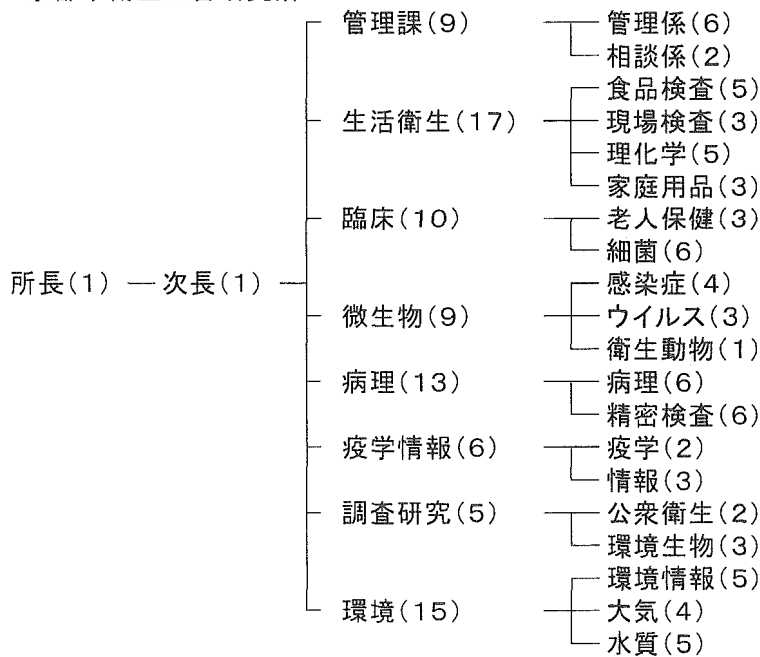 管理課(9)
管理係(6)
相談係(2)
生活衛生(17)
食品検査(5)
現場検査(3)
理化学(5)
家庭用品(3)
臨床(10)
老人保健(3)
細菌(6)
所長(1) — 次長(1)
微生物(9)
感染症(4)
ウイルス(3)
衛生動物(1)
病理(13)
病理(6)
精密検査(6)
疫学情報(6)
疫学(2)
情報(3)
調査研究(5)
公衆衛生(2)
環境生物(3)
環境(15)
環境情報(5)
大気(4)
水質(5)